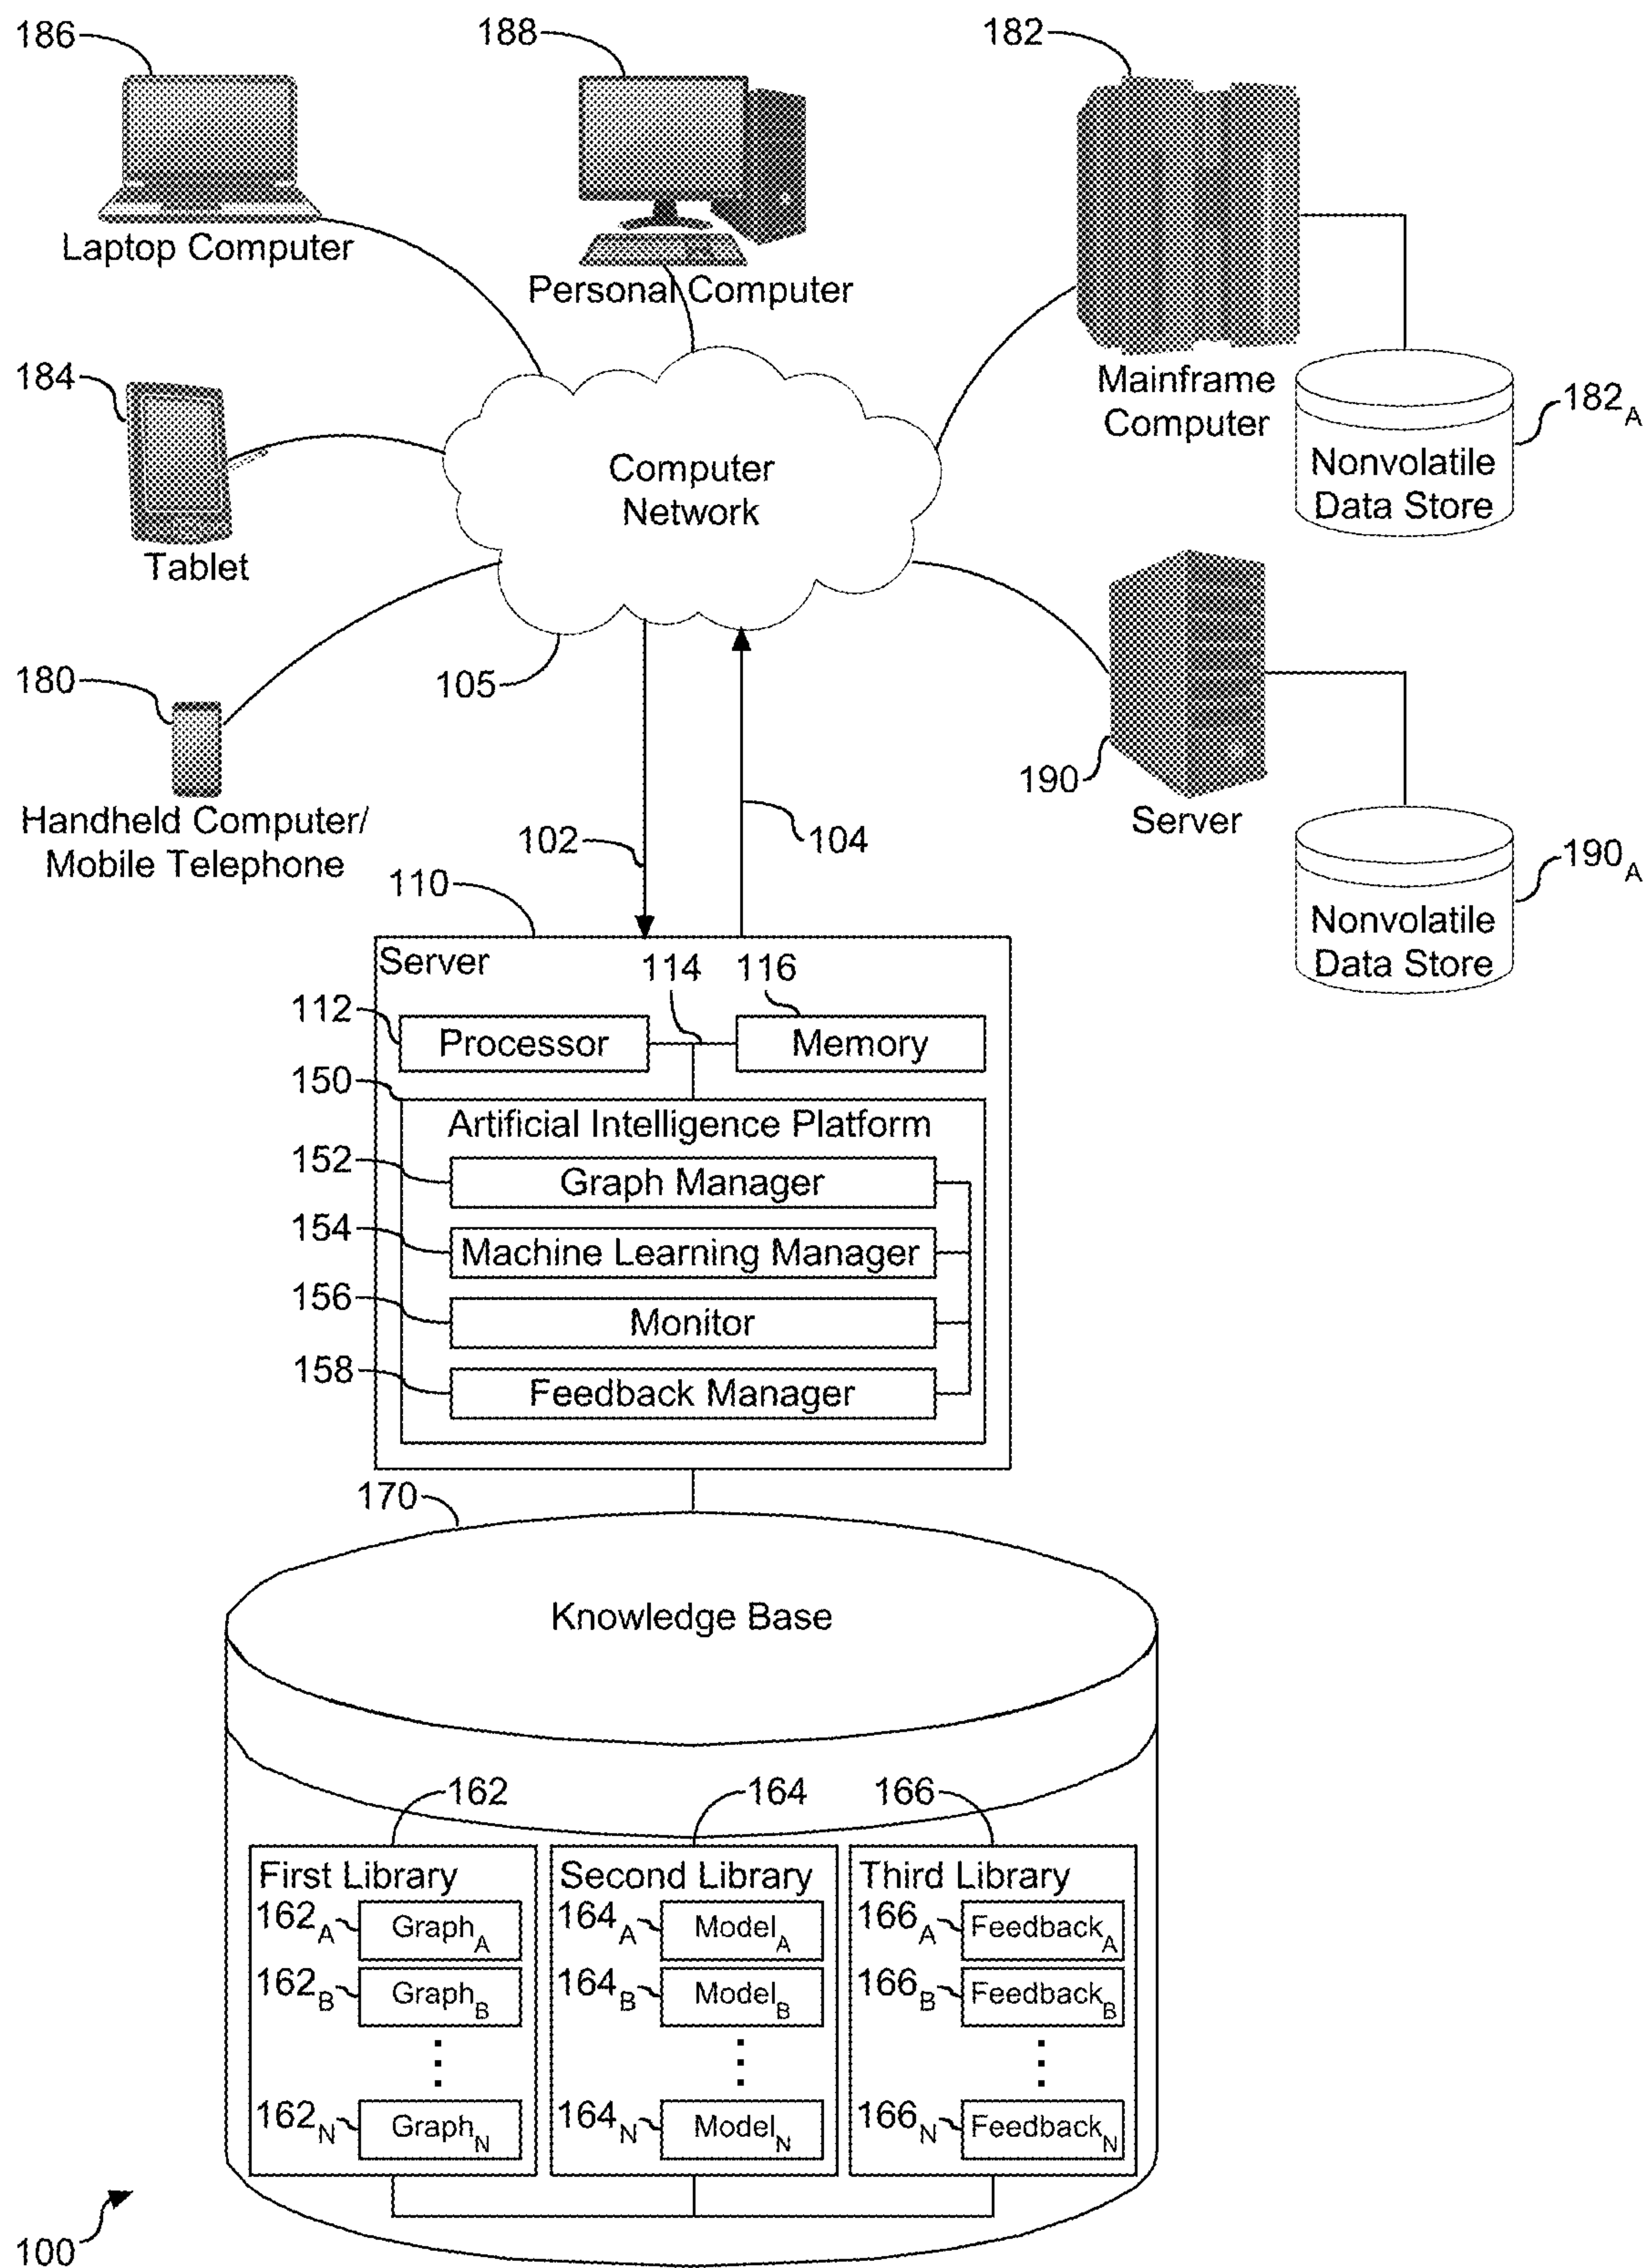 186
188
182
Laptop Computer
Personal Computer
184
Mainframe
Computer
182A
Computer
Network
Nonvolatile
Data Store
Tablet
180
105
190
Handheld Computer/
Mobile Telephone
102
104
Server
190A
110
Nonvolatile
Data Store
Server
114
116
112
Processor
Memory
150
Artificial Intelligence Platform
152
Graph Manager
154
Machine Learning Manager
156
Monitor
158
Feedback Manager
170
Knowledge Base
162
164
166
First Library
Second Library
Third Library
162A GraphA
164A ModelA
166A FeedbackA
162B GraphB
164B ModelB
166B FeedbackB
162N GraphN
164N ModelN
166N FeedbackN
100